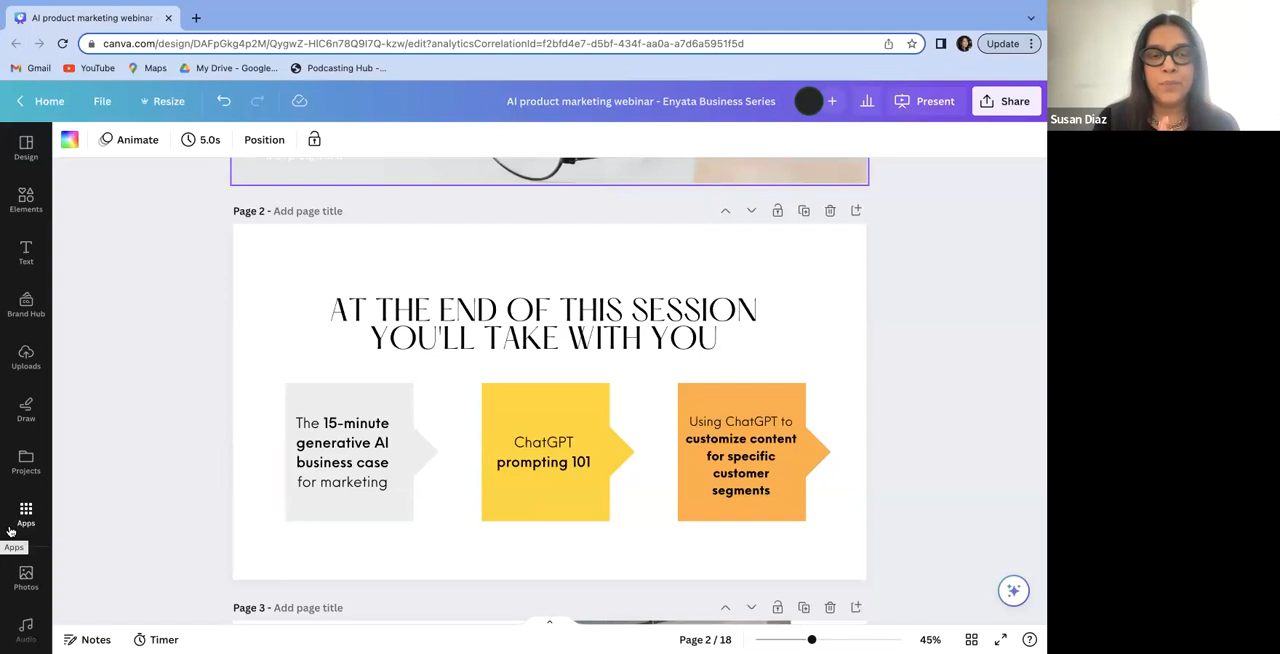 AI product marketing webinar
canva.com/design/DAFpGkg4p2M/QygwZ-HIC6n78Q9I7Q-kzw/edit?analyticsCorrelationId=f2bfd4e7-d5bf-434f-aa0a-a7d6a5951f5d
Update
Gmail
YouTube
Maps
My Drive - Google...
Podcasting Hub -...
Home
File
Resize
AI product marketing webinar - Enyata Business Series
Present
Share
Susan Diaz
Animate
5.0s
Position
Design
Elements
Text
Brand Hub
Uploads
Draw
Projects
Apps
Apps
Photos
Audio
Page 2 - Add page title
AT THE END OF THIS SESSION
YOU'LL TAKE WITH YOU
The 15-minute
generative AI
business case
for marketing
ChatGPT
prompting 101
Using ChatGPT to
customize content
for specific
customer
segments
Page 3 - Add page title
Notes
Timer
Page 2 / 18
45%